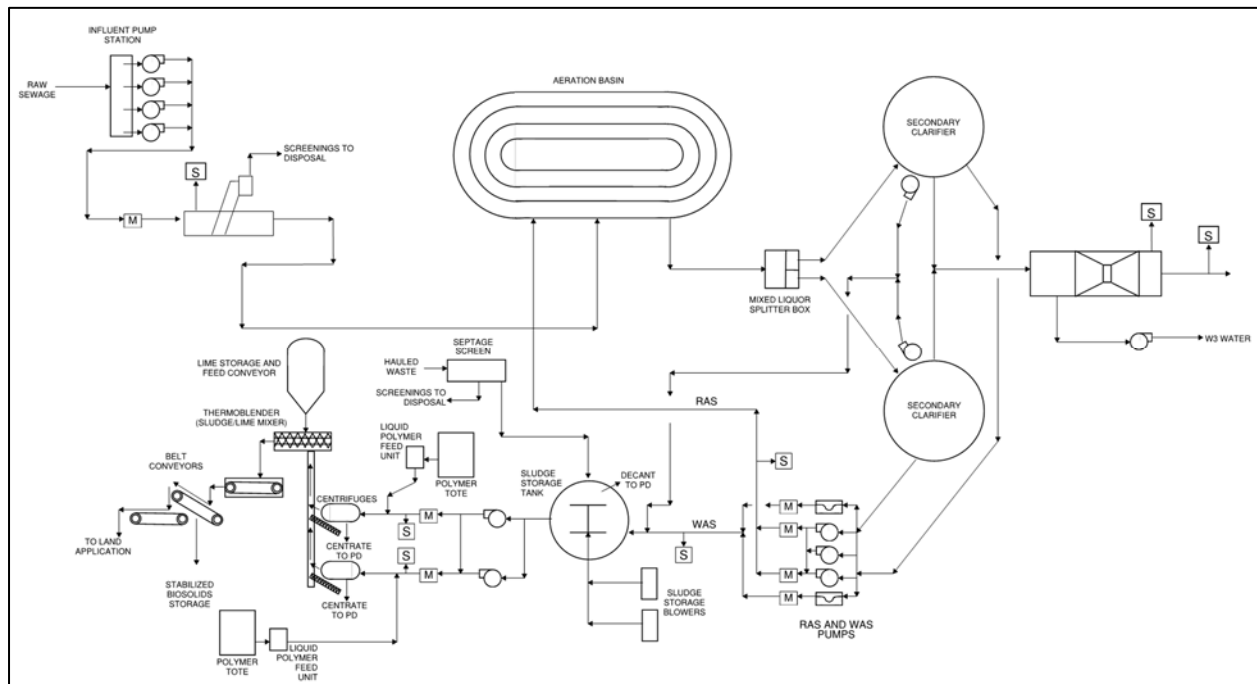 INFLUENT PUMP
STATION
RAW
SEWAGE
SCREENINGS TO
DISPOSAL
S
M
AERATION BASIN
SECONDARY
CLARIFIER
MIXED LIQUOR
SPLITTER BOX
S
S
W3 WATER
SECONDARY
CLARIFIER
LIME STORAGE AND
FEED CONVEYOR
THERMOBLENDER
(SLUDGE/LIME MIXER)
BELT
CONVEYORS
TO LAND
APPLICATION
STABILIZED
BIOSOLIDS
STORAGE
SEPTAGE
SCREEN
HAULED
WASTE
SCREENINGS TO
DISPOSAL
LIQUID
POLYMER
FEED
UNIT
POLYMER
TOTE
CENTRIFUGES
M
S
CENTRATE
TO PD
S
M
CENTRATE
TO PD
POLYMER
TOTE
LIQUID
POLYMER
FEED
UNIT
SLUDGE
STORAGE
TANK
DECANT
TO PD
SLUDGE
STORAGE
BLOWERS
RAS
S
WAS
S
M
M
M
M
RAS AND WAS
PUMPS